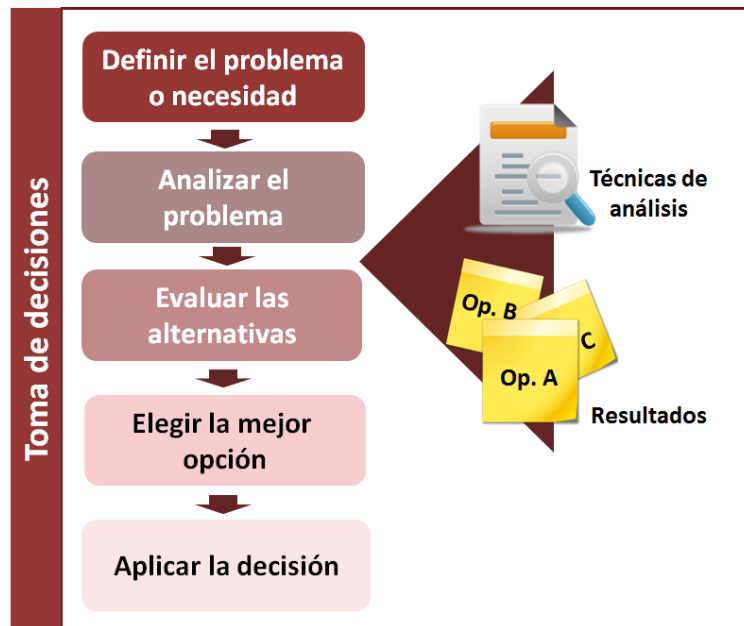 Toma de decisiones
Definir el problema
o necesidad
Analizar el
problema
Evaluar las
alternativas
Elegir la mejor
opción
Aplicar la decisión
Técnicas de
análisis
Op. B
C
Op. A
Resultados